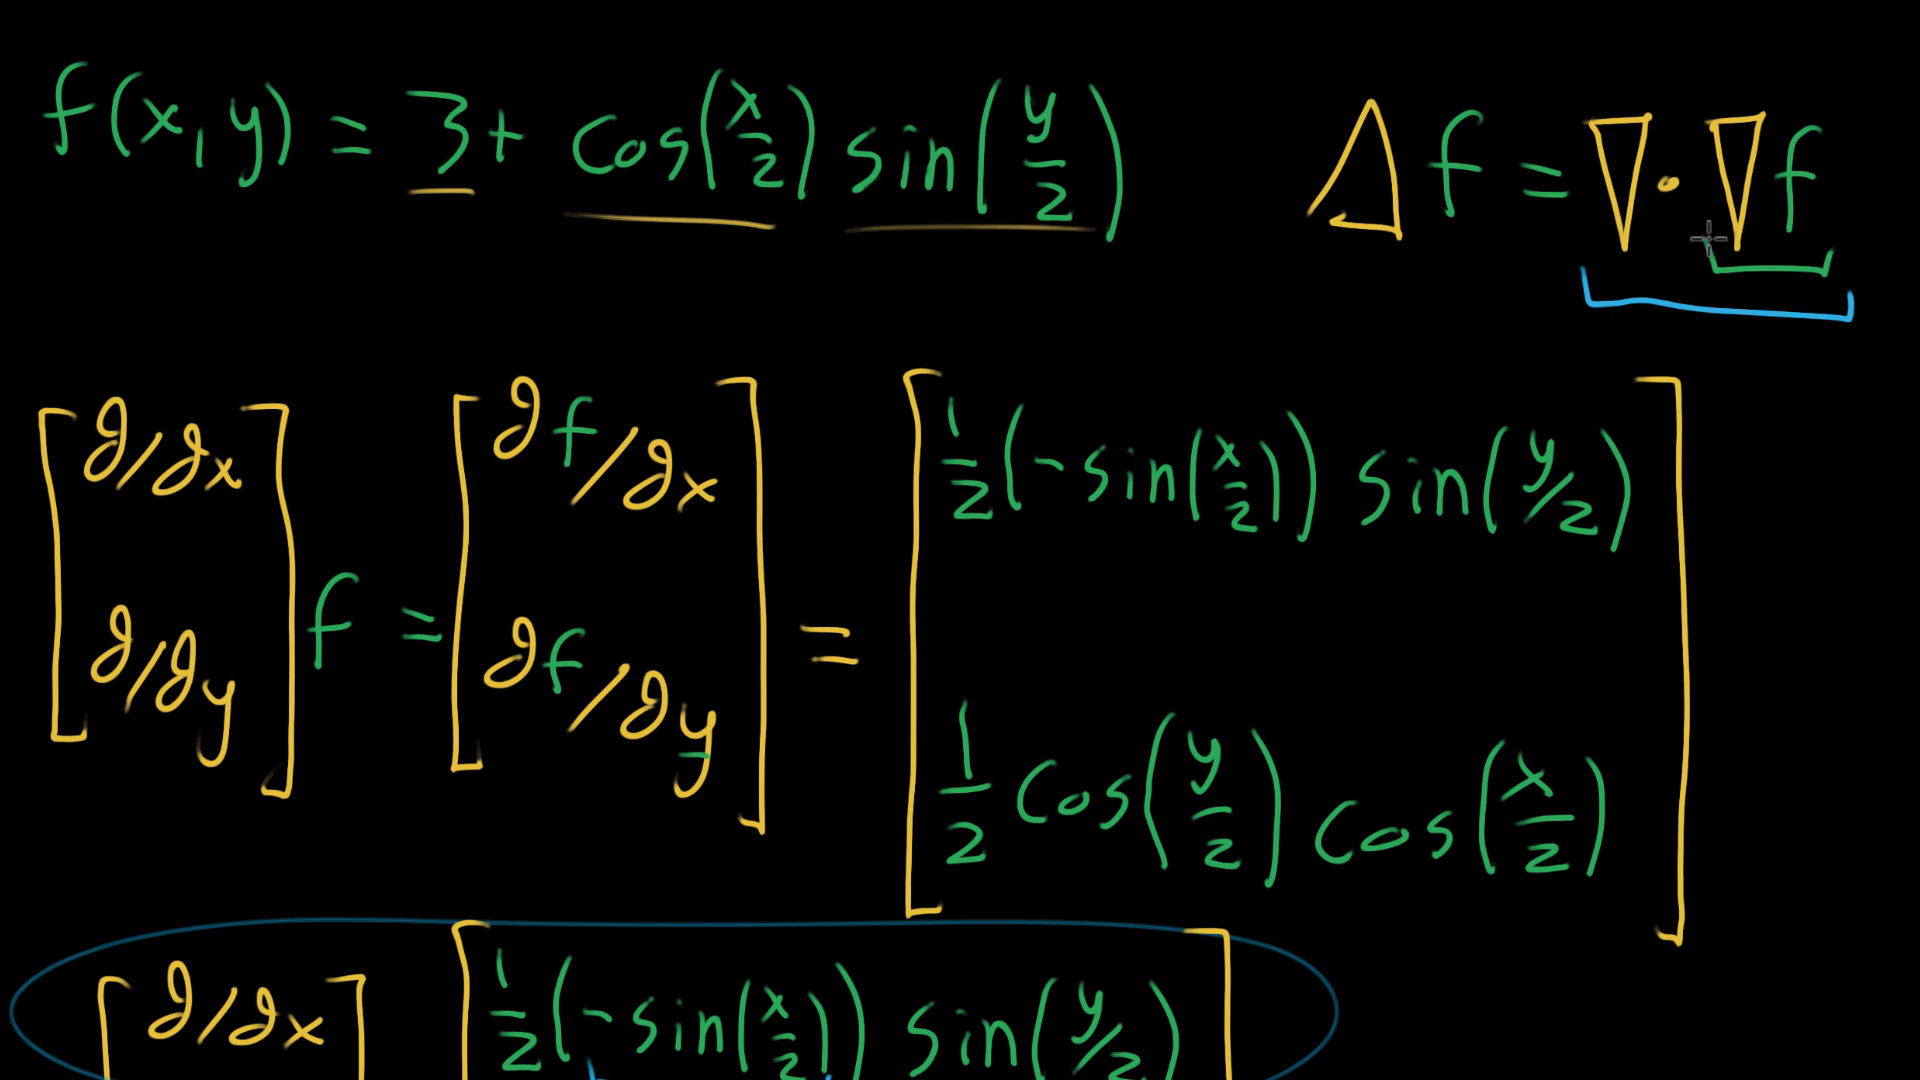 f(x,y) = 3 + cos(x/2) sin(y/2)
Δf = ∇·∇f
[∂/∂x
∂/∂y] f = [∂f/∂x
∂f/∂y] = [1/2(-sin(x/2)) sin(y/2)
1/2 cos(y/2) cos(x/2)]
[∂/∂x [1/2(-sin(x/2)) sin(y/2)]